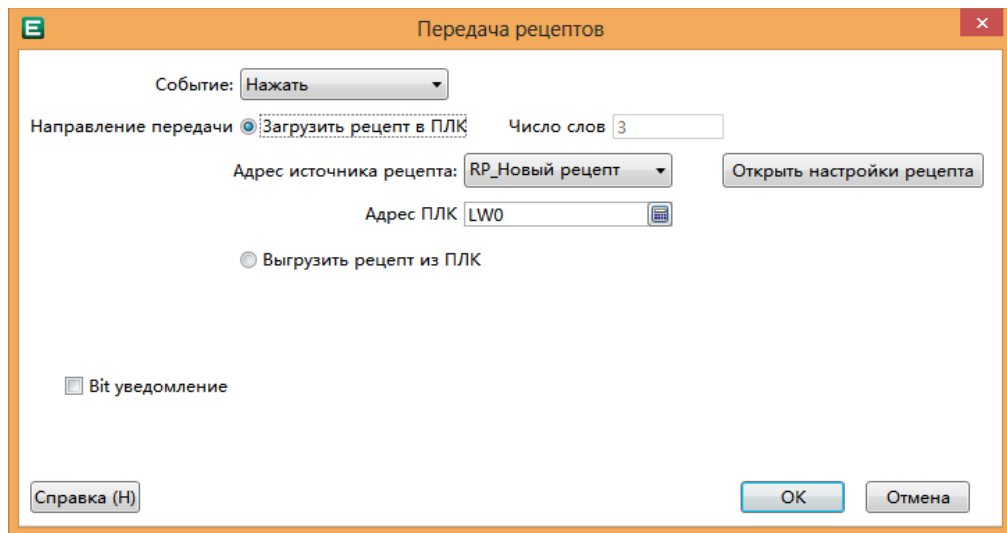 Передача рецептов
Событие: Нажать
Направление передачи Загрузить рецепт в ПЛК Число слов 3
Адрес источника рецепта: RP_Новый рецепт Открыть настройки рецепта
Адрес ПЛК LW0
Выгрузить рецепт из ПЛК
Bit уведомление
Справка (H) OK Отмена